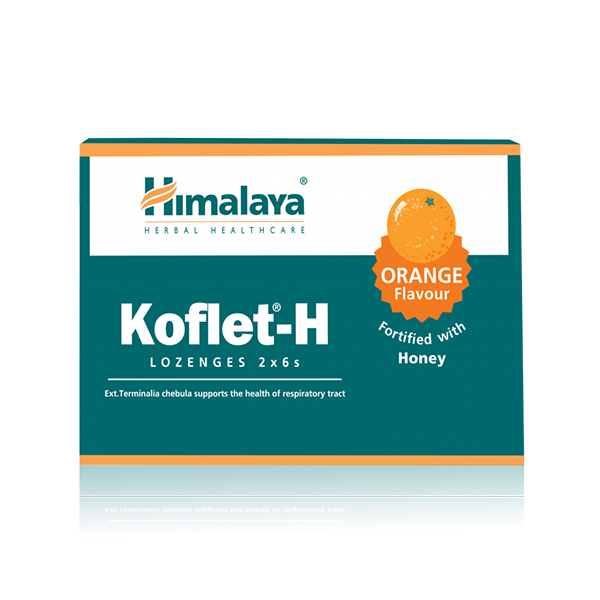 Himalaya®
HERBAL HEALTHCARE
ORANGE
Flavour
Fortified with
Honey
Koflet®-H
LOZENGES 2x6s
Ext.Terminalia chebula supports the health of respiratory tract